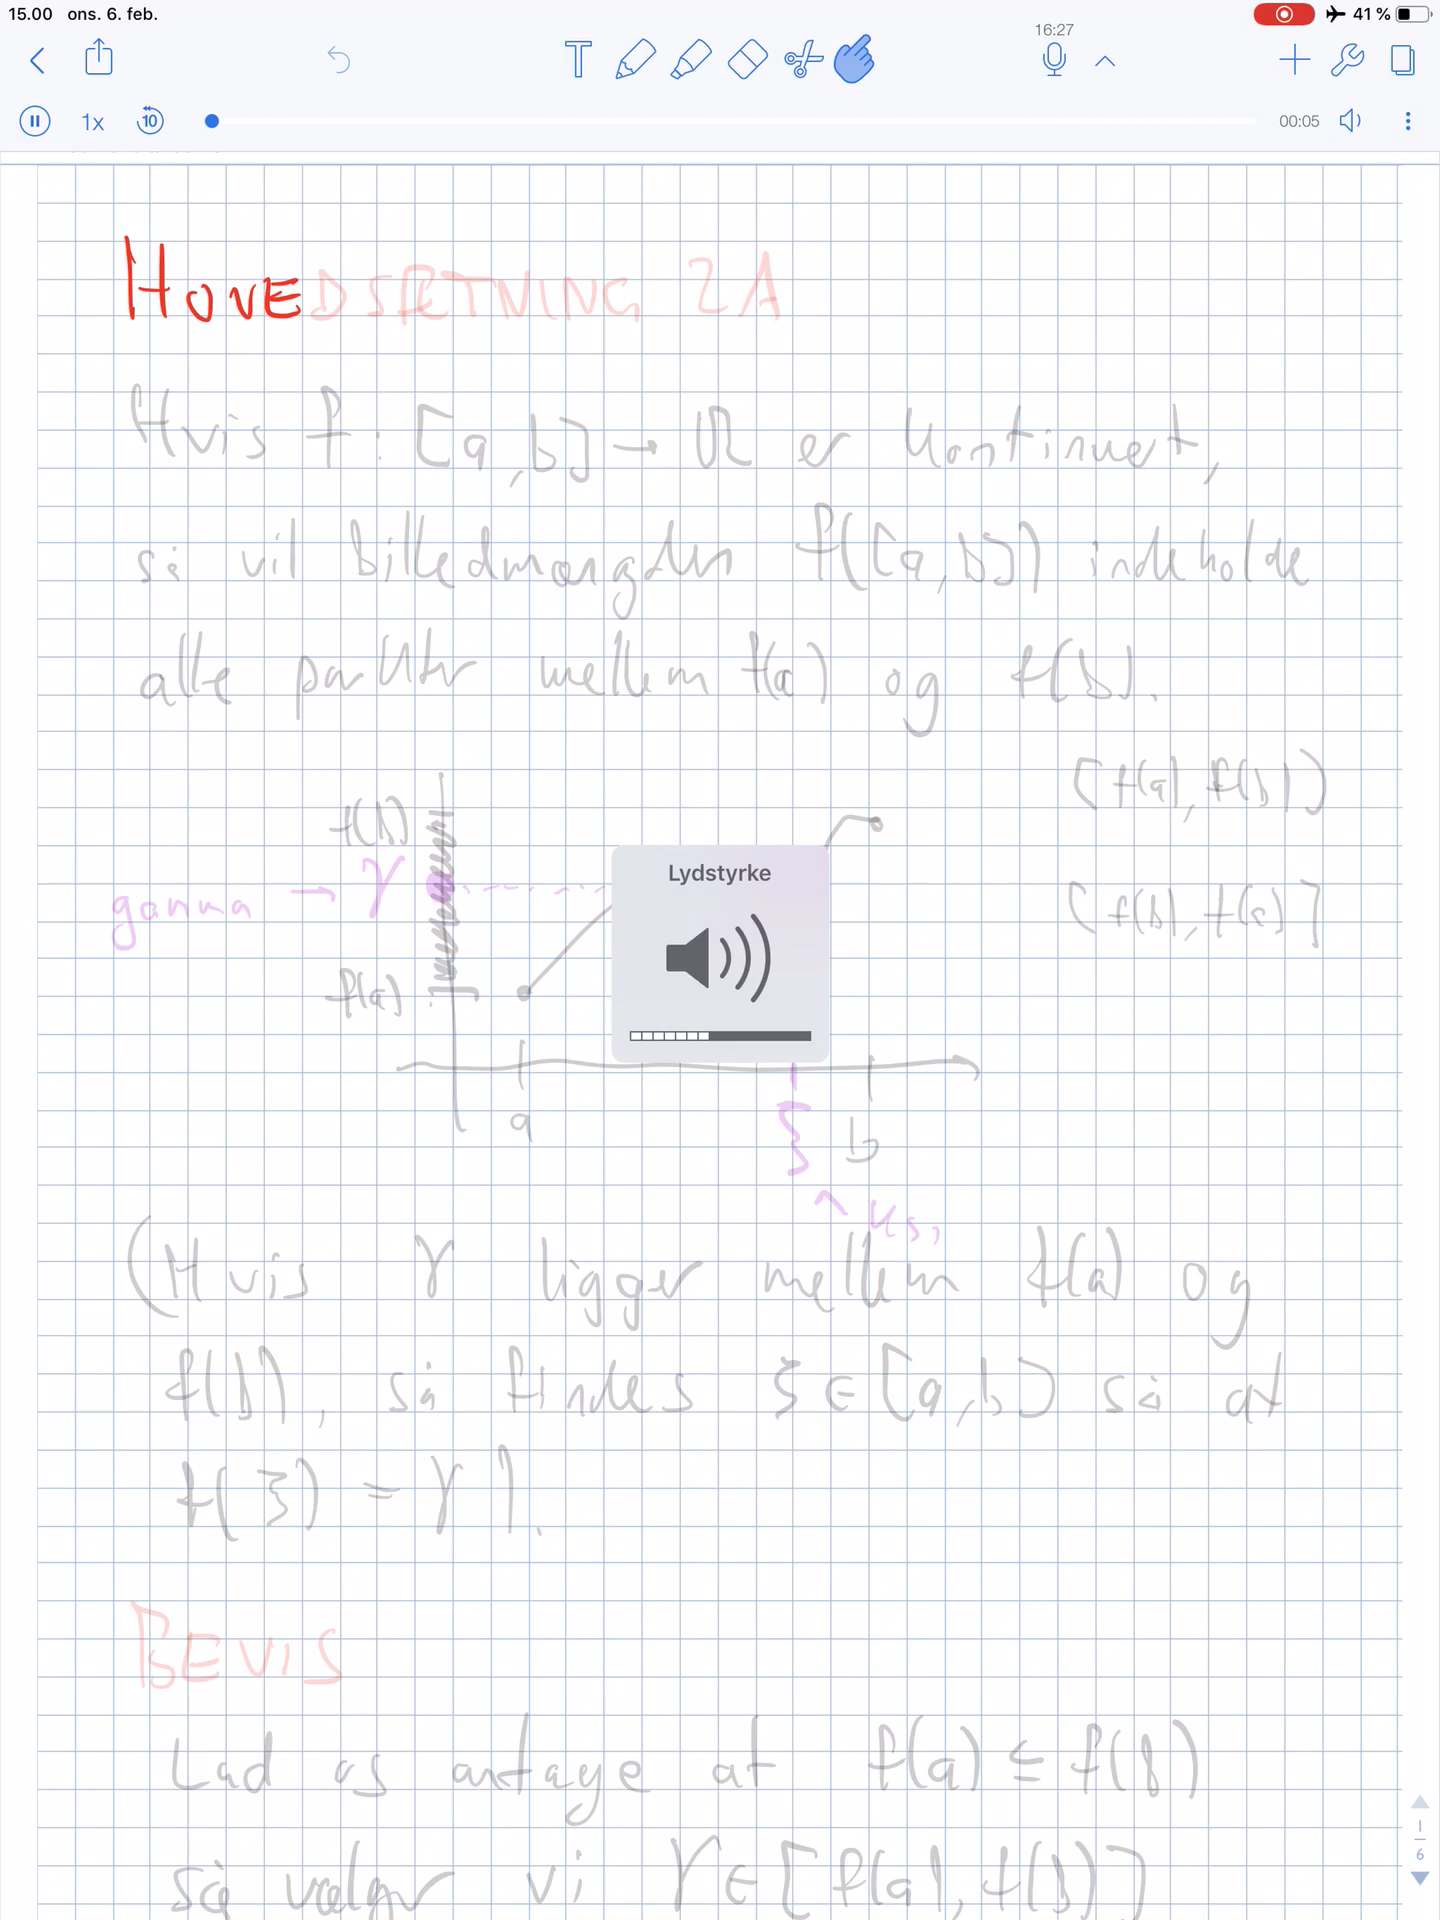 15.00 ons. 6. feb.
41 %
16:27
T
1x
10
00:05
HOVEDSÆTNING 2A
Hvis f : [a,b] → ℝ er kontinuert,
så vil billedmængden f([a,b]) indeholde
alle punkter mellem f(a) og f(b).
[f(a), f(b)]
f(b)
Lydstyrke
gamma → γ
[f(b), f(a)]
f(a)
a
ξ
b
(Hvis γ ligger mellem f(a) og
f(b), så findes ξ ∈ [a,b] så at
f(ξ) = γ).
BEVIS
Lad os antage at f(a) ≤ f(b)
så vælger vi γ ∈ [f(a), f(b)]
1
6